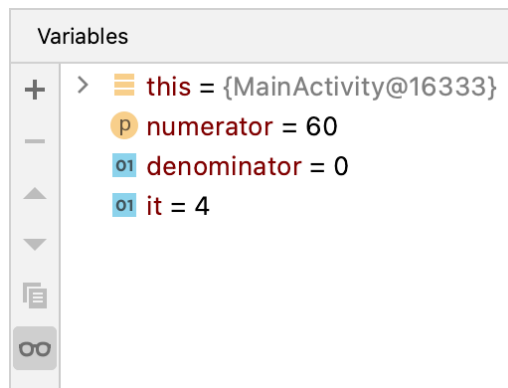 Variables
this = {MainActivity@16333}
p numerator = 60
01 denominator = 0
01 it = 4